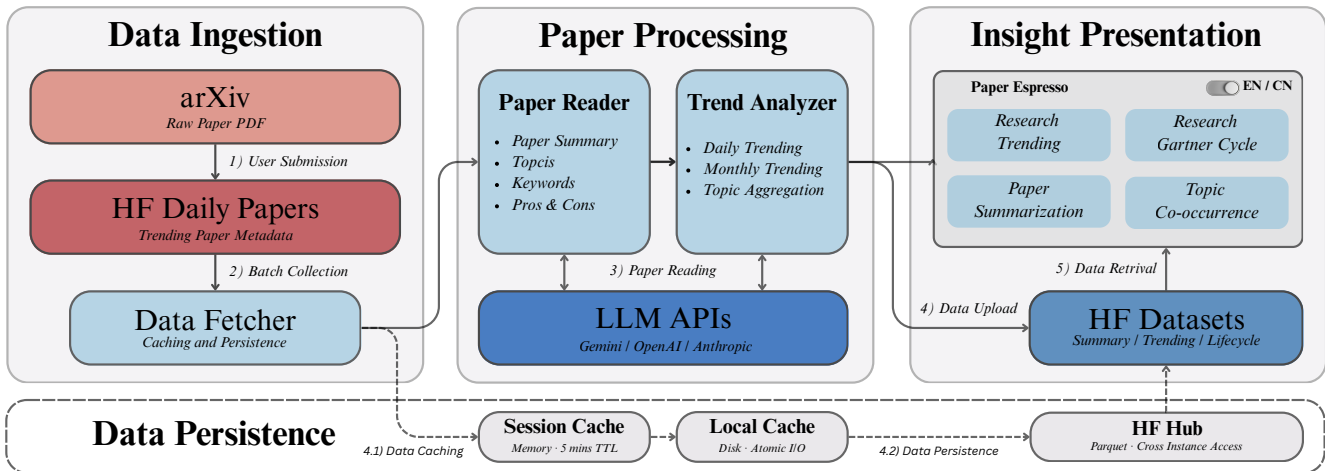 Data Ingestion
arXiv
Raw Paper PDF
1) User Submission
HF Daily Papers
Trending Paper Metadata
2) Batch Collection
Data Fetcher
Caching and Persistence
Paper Processing
Paper Reader
• Paper Summary
• Topcis
• Keywords
• Pros & Cons
Trend Analyzer
• Daily Trending
• Monthly Trending
• Topic Aggregation
3) Paper Reading
LLM APIs
Gemini / OpenAI / Anthropic
Insight Presentation
Paper Espresso
EN / CN
Research
Trending
Research
Gartner Cycle
Paper
Summarization
Topic
Co-occurrence
5) Data Retrival
4) Data Upload
HF Datasets
Summary / Trending / Lifecycle
Data Persistence
4.1) Data Caching
Session Cache
Memory · 5 mins TTL
Local Cache
Disk · Atomic I/O
4.2) Data Persistence
HF Hub
Parquet · Cross Instance Access